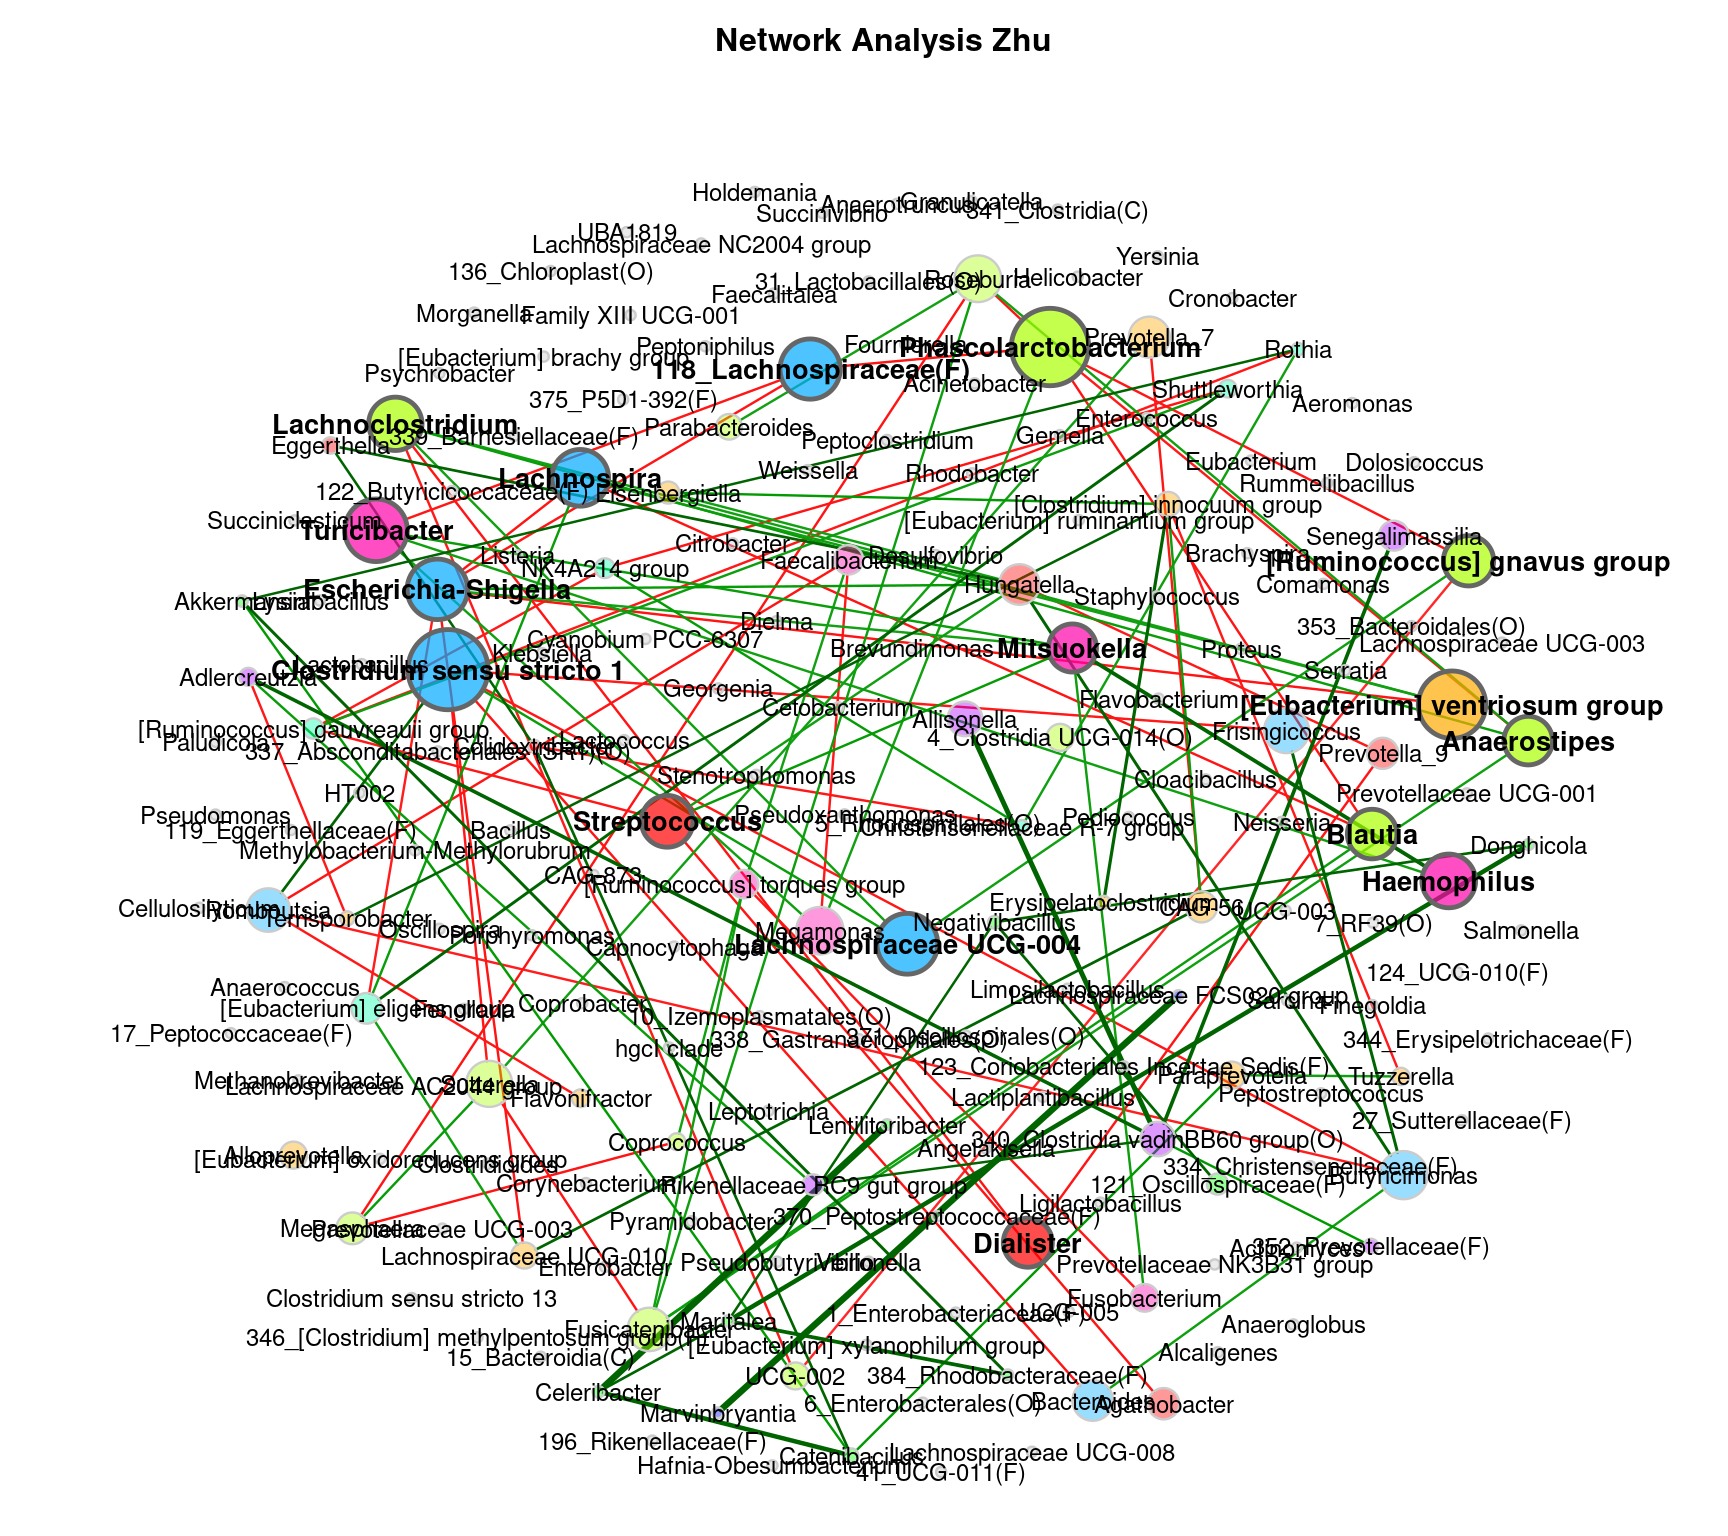 Network Analysis Zhu
Holdemania
Anaerotruncus
Granulicatella
Succinivibrio
341_Clostridia(C)
UBA1819
Lachnospiraceae NC2004 group
Yersinia
136_Chloroplast(O)
31_Lactobacillales(O)
Roseburia
Helicobacter
Faecalitalea
Cronobacter
Morganella
Family XIII UCG-001
Prevotella_7
Peptoniphilus
Fournierella
Phascolarctobacterium
Rothia
[Eubacterium] brachy group
118_Lachnospiraceae(F)
Psychrobacter
Acinetobacter
Shuttleworthia
375_P5D1-392(F)
Aeromonas
Lachnoclostridium
Parabacteroides
Enterococcus
339_Barnesiellaceae(F)
Eggerthella
Peptoclostridium
Gemella
Weissella
Rhodobacter
Eubacterium
Dolosicoccus
Lachnospira
Rummeliibacillus
122_Butyricicoccaceae(F)
Eisenbergiella
[Clostridium] innocuum group
Succiniclasticum
Turicibacter
[Eubacterium] ruminantium group
Senegalimassilia
Citrobacter
Listeria
NK4A214 group
Faecalibacterium
Desulfovibrio
Brachyspira
[Ruminococcus] gnavus group
Escherichia-Shigella
Hungatella
Comamonas
Akkermansia
Lysinibacillus
Staphylococcus
Dielma
353_Bacteroidales(O)
Cyanobium PCC-6307
Lachnospiraceae UCG-003
Klebsiella
Brevundimonas
Mitsuokella
Proteus
Lactobacillus
Clostridium sensu stricto 1
Serratia
Adlercreutzia
Georgenia
Flavobacterium
Cetobacterium
[Eubacterium] ventriosum group
Allisonella
[Ruminococcus] gauvreauii group
Frisingicoccus
Paludicola
337_Absconditabacteriales (SR1)(O)
Lactococcus
4_Clostridia UCG-014(O)
Anaerostipes
Prevotella_9
Stenotrophomonas
Cloacibacillus
HT002
Prevotellaceae UCG-001
Pseudomonas
Pseudoxanthomonas
Pediococcus
119_Eggerthellaceae(F)
Bacillus
Streptococcus
5_Rhodospirillales(O)
Christensenellaceae R-7 group
Neisseria
Blautia
Methylobacterium-Methylorubrum
Donghicola
CAG-873
[Ruminococcus] torques group
Haemophilus
Cellulosilyticum
Romboutsia
Terrisporobacter
Erysipelatoclostridium
CAG-56
UCG-003
Oscillospira
Negativibacillus
7_RF39(O)
Porphyromonas
Megamonas
Salmonella
Capnocytophaga
Lachnospiraceae UCG-004
124_UCG-010(F)
Anaerococcus
Limosilactobacillus
Lachnospiraceae FCS020 group
[Eubacterium] eligens group
Fenollaria
Coprobacter
Sarcina
Finegoldia
17_Peptococcaceae(F)
10_Izemoplasmatales(O)
338_Gastranaerophilales(O)
371_Oscillospirales(O)
344_Erysipelotrichaceae(F)
hgcI clade
123_Coriobacteriales Incertae Sedis(F)
Methanobrevibacter
Lachnospiraceae AC2044 group
Sutterella
Paraprevotella
Tuzzerella
Flavonifractor
Lactiplantibacillus
Peptostreptococcus
Leptotrichia
Lentilitoribacter
27_Sutterellaceae(F)
Coprococcus
340_Clostridia vadinBB60 group(O)
Alloprevotella
Angelakisella
[Eubacterium] oxidoreducens group
Clostridioides
334_Christensenellaceae(F)
Corynebacterium
Rikenellaceae RC9 gut group
121_Oscillospiraceae(F)
Butyricimonas
Ligilactobacillus
Megasphaera
Prevotellaceae UCG-003
Pyramidobacter
370_Peptostreptococcaceae(F)
Dialister
Lachnospiraceae UCG-010
Actinomyces
352_Prevotellaceae(F)
Enterobacter
Pseudobutyrivibrio
Veillonella
Prevotellaceae NK3B31 group
Clostridium sensu stricto 13
Fusobacterium
1_Enterobacteriaceae(F)
UCG-005
Maritalea
Fusicatenibacter
Anaeroglobus
346_[Clostridium] methylpentosum group(F)
[Eubacterium] xylanophilum group
15_Bacteroidia(C)
Alcaligenes
UCG-002
384_Rhodobacteraceae(F)
Celeribacter
6_Enterobacterales(O)
Bacteroides
Agathobacter
Marvinbryantia
196_Rikenellaceae(F)
Catenibacillus
Lachnospiraceae UCG-008
Hafnia-Obesumbacterium
41_UCG-011(F)